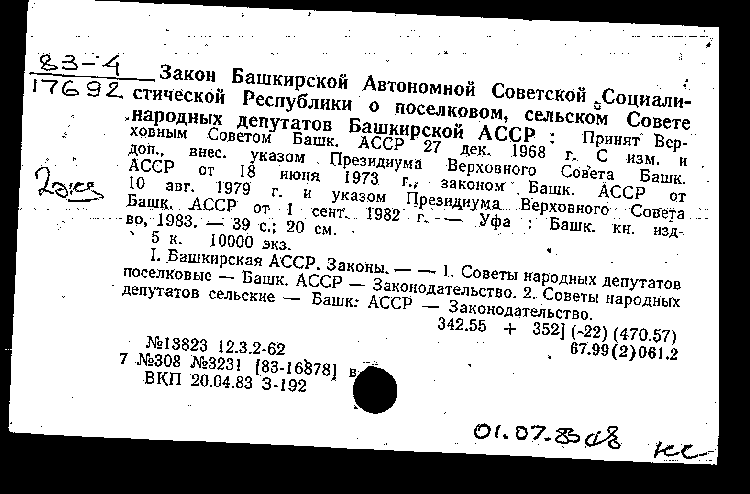 83-4
17692
Закон Башкирской Автономной Советской Социали-
стической Республики о поселковом, сельском Совете
народных депутатов Башкирской АССР : Принят Вер-
ховным Советом Башк. АССР 27 дек. 1968 г. С изм. и
доп., внес. указом Президиума Верховного Совета Башк.
АССР от 18 июня 1973 г., законом Башк. АССР от
10 авг. 1979 г. и указом Президиума Верховного Совета
Башк. АССР от 1 сент. 1982 г. — Уфа : Башк. кн. изд-
во, 1983. — 39 с.; 20 см.
5 к. 10000 экз.
I. Башкирская АССР. Законы. — — 1. Советы народных депутатов
поселковые — Башк. АССР — Законодательство. 2. Советы народных
депутатов сельские — Башк. АССР — Законодательство.
342.55 + 352] (-22) (470.57)
67.99(2)061.2
№13823 12.3.2-62
7 №308 №3231 [83-16878] в
ВКП 20.04.83 З-192
2 экз
01.07.83